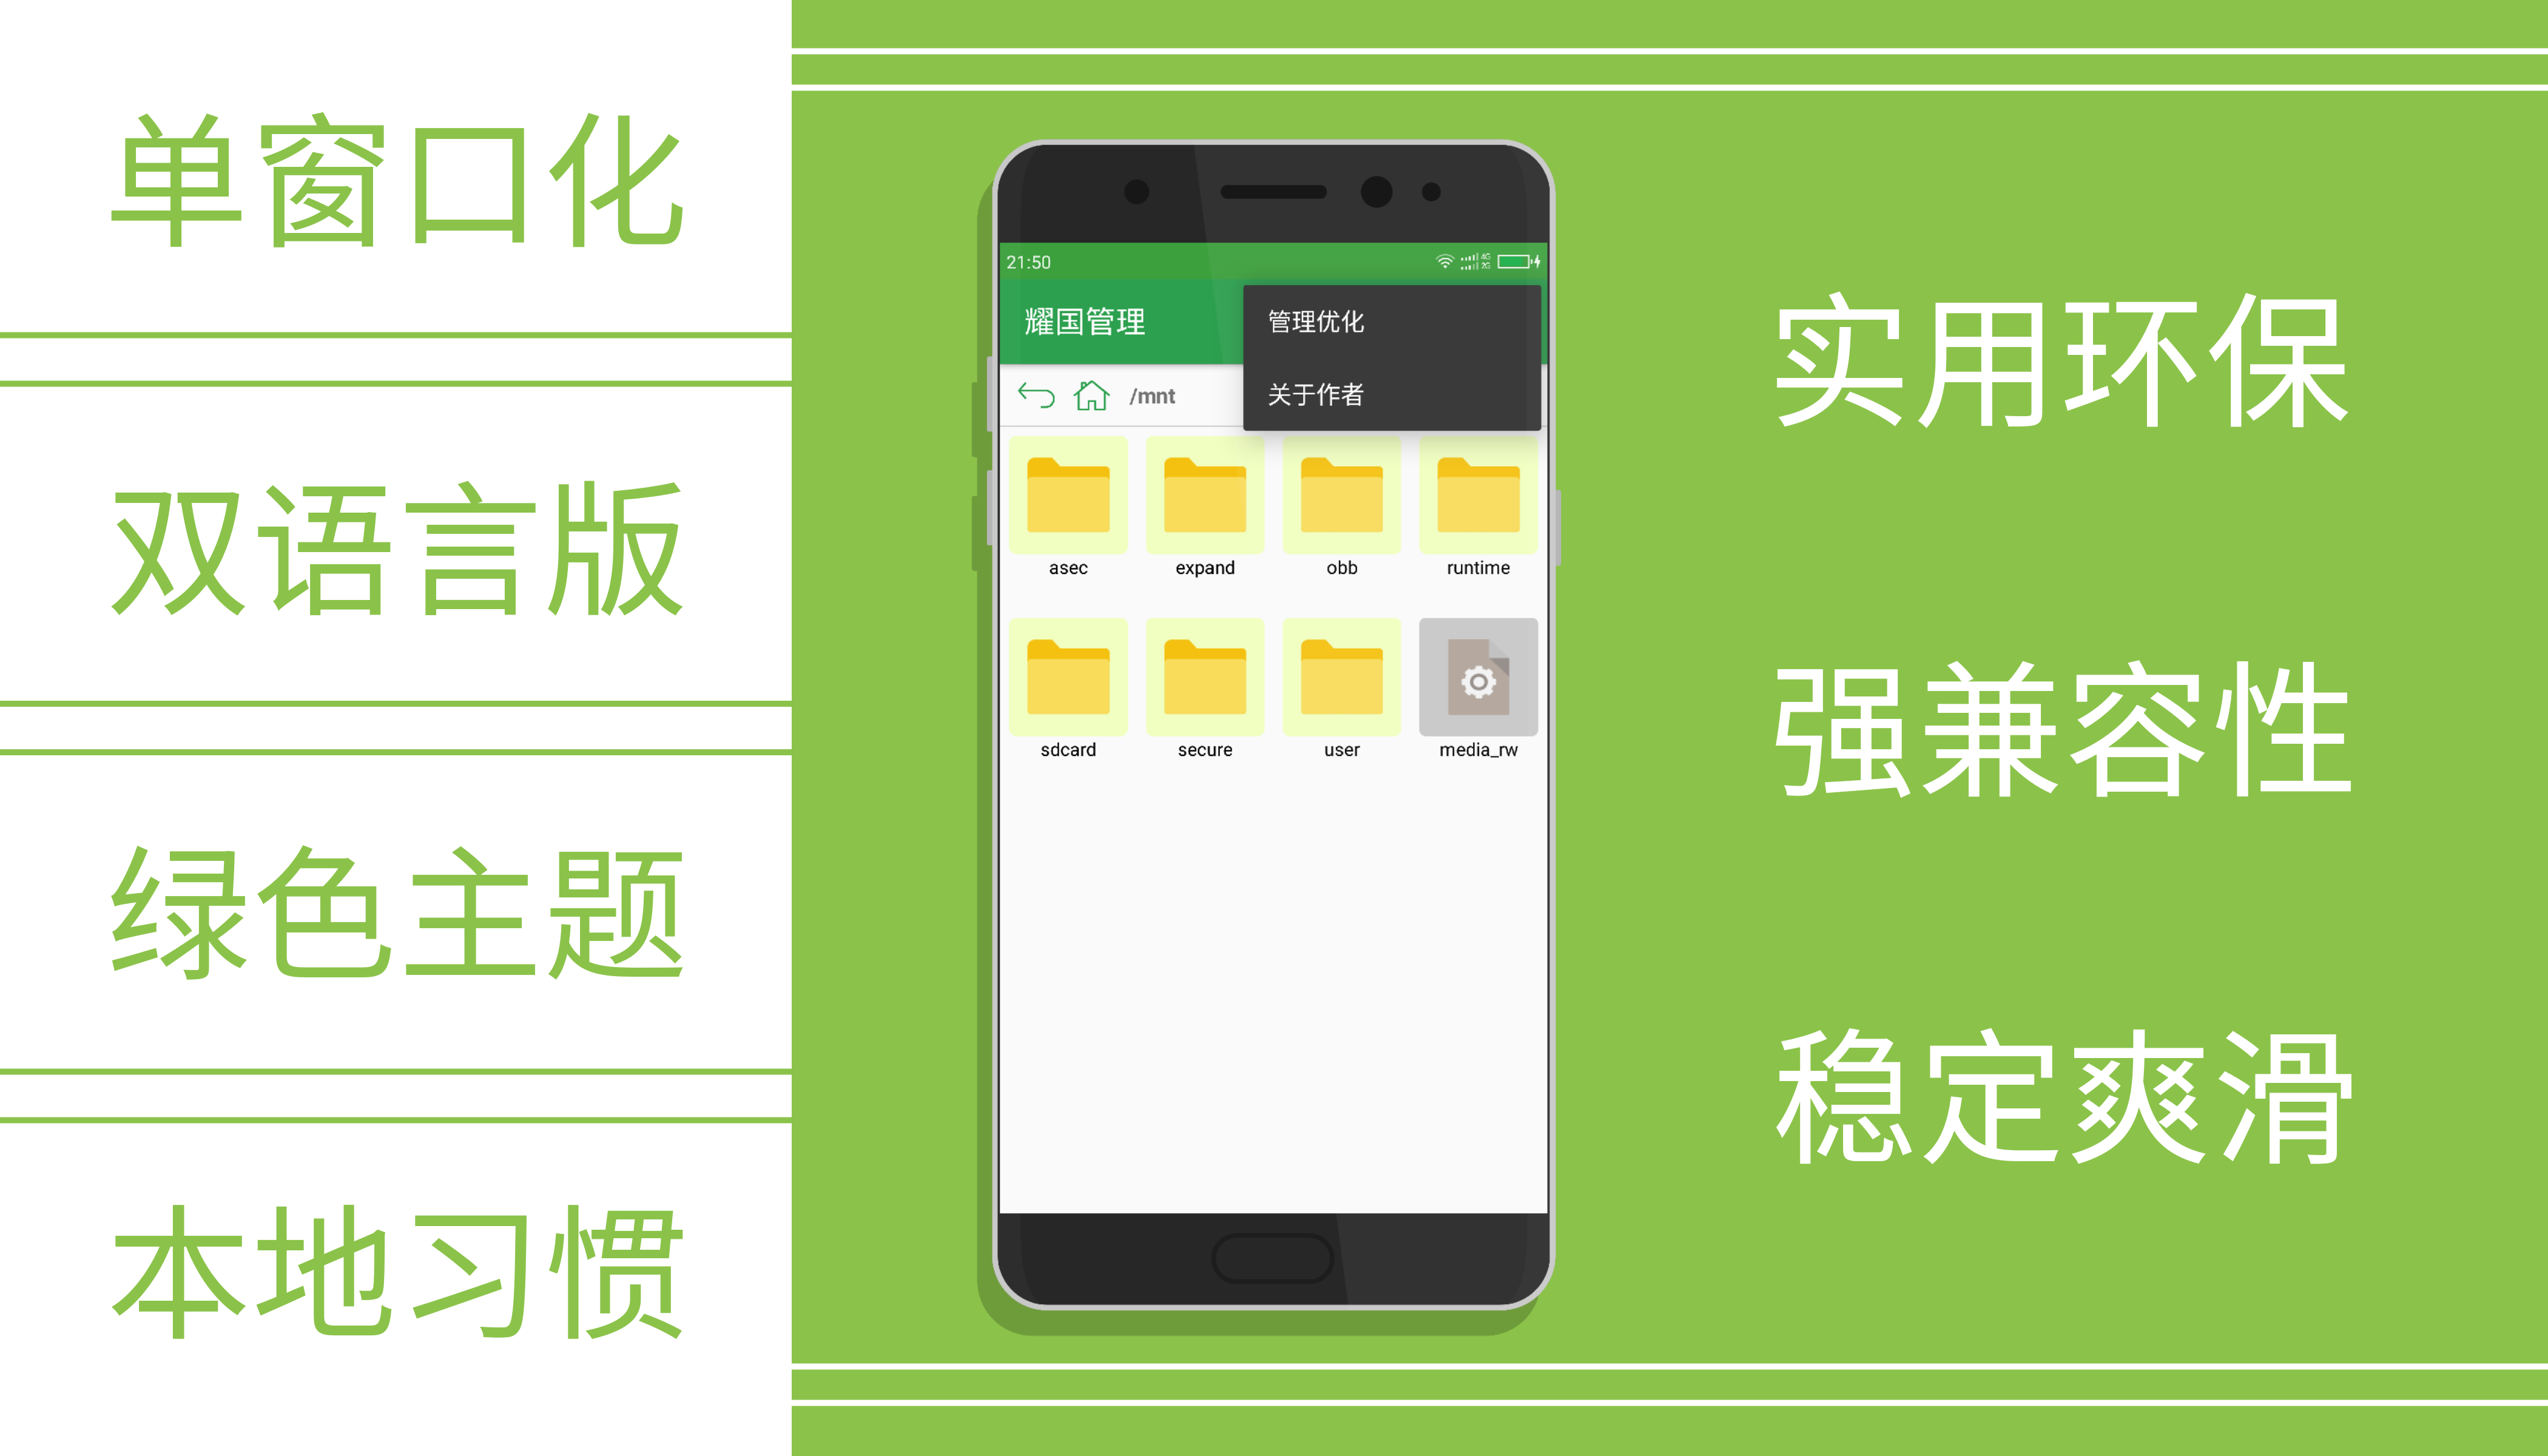 单窗口化
双语言版
绿色主题
本地习惯
21:50
4G
2G
耀国管理
管理优化
关于作者
/mnt
asec expand obb runtime
sdcard secure user media_rw
实用环保
强兼容性
稳定爽滑